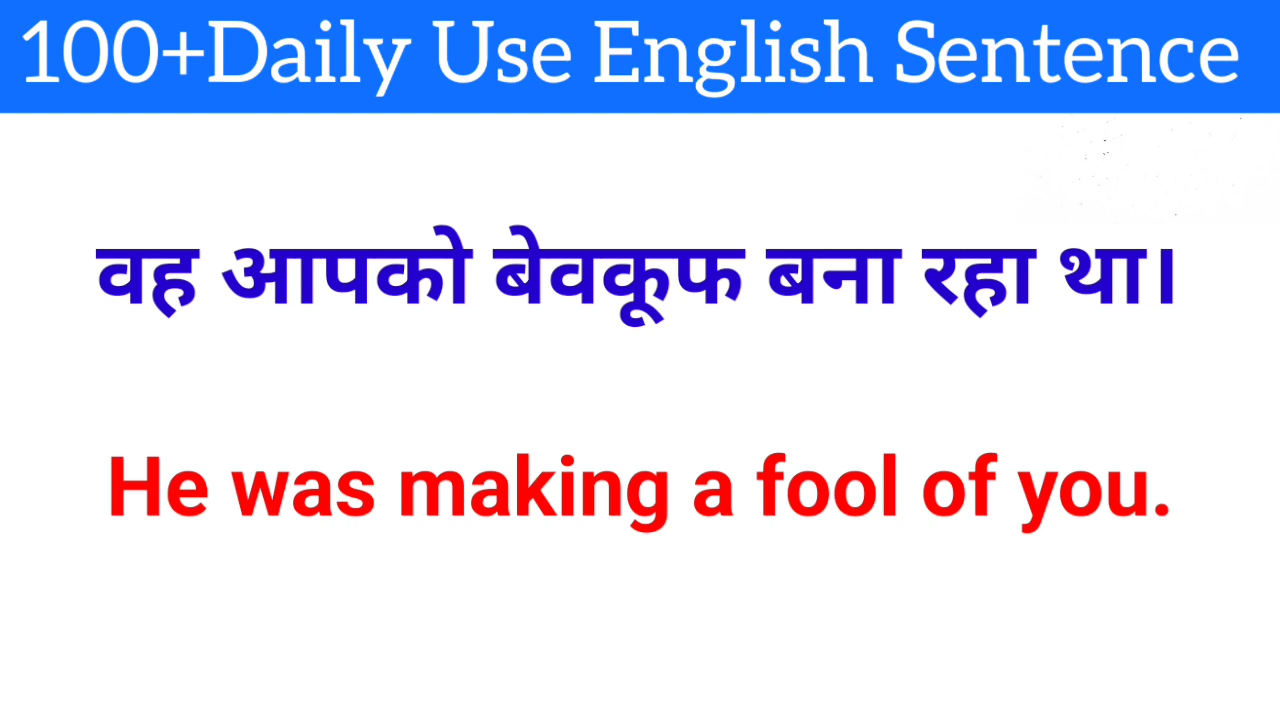 100+Daily Use English Sentence
वह आपको बेवकूफ बना रहा था।
He was making a fool of you.